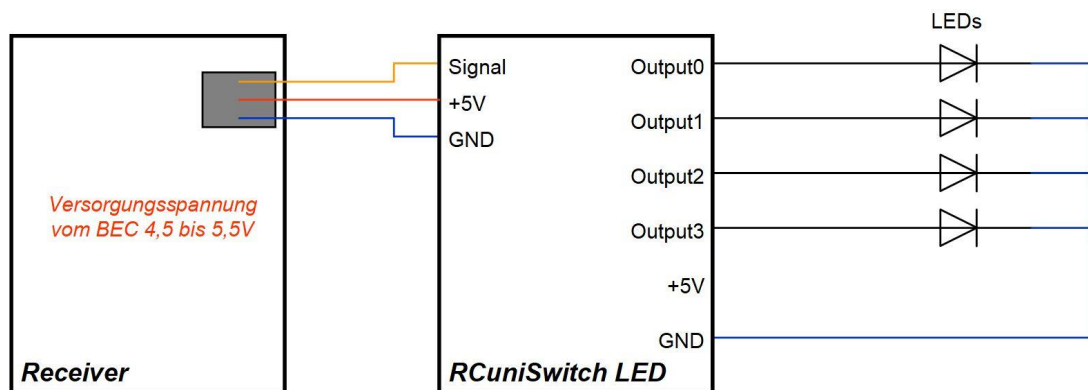 LEDs
Signal
+5V
GND
Output0
Output1
Output2
Output3
+5V
GND
Versorgungsspannung
vom BEC 4,5 bis 5,5V
Receiver
RCuniSwitch LED